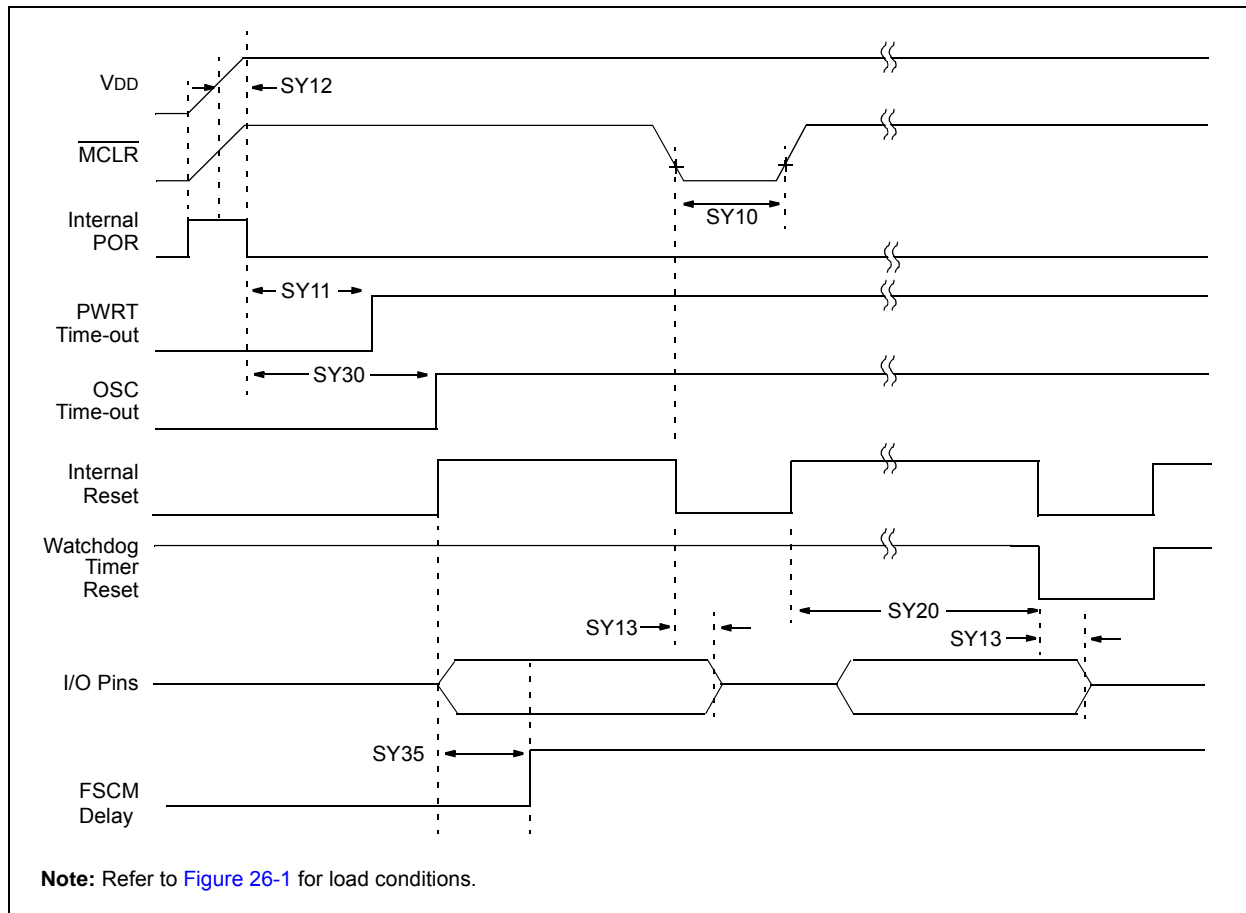 VDD
SY12
MCLR
SY10
Internal
POR
SY11
PWRT
Time-out
SY30
OSC
Time-out
Internal
Reset
Watchdog
Timer
Reset
SY20
SY13
SY13
I/O Pins
SY35
FSCM
Delay
Note: Refer to Figure 26-1 for load conditions.